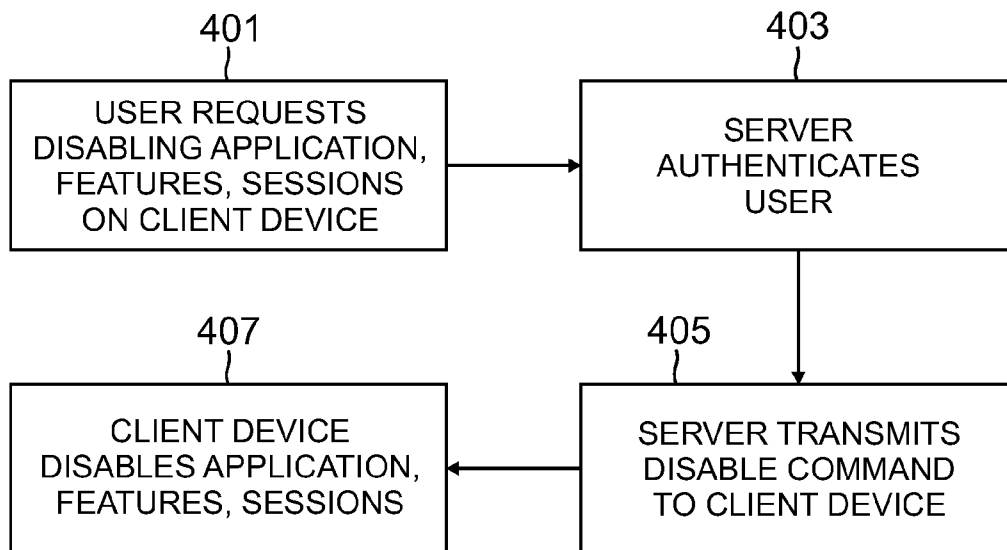 401
USER REQUESTS
DISABLING APPLICATION,
FEATURES, SESSIONS
ON CLIENT DEVICE
403
SERVER
AUTHENTICATES
USER
405
SERVER TRANSMITS
DISABLE COMMAND
TO CLIENT DEVICE
407
CLIENT DEVICE
DISABLES APPLICATION,
FEATURES, SESSIONS